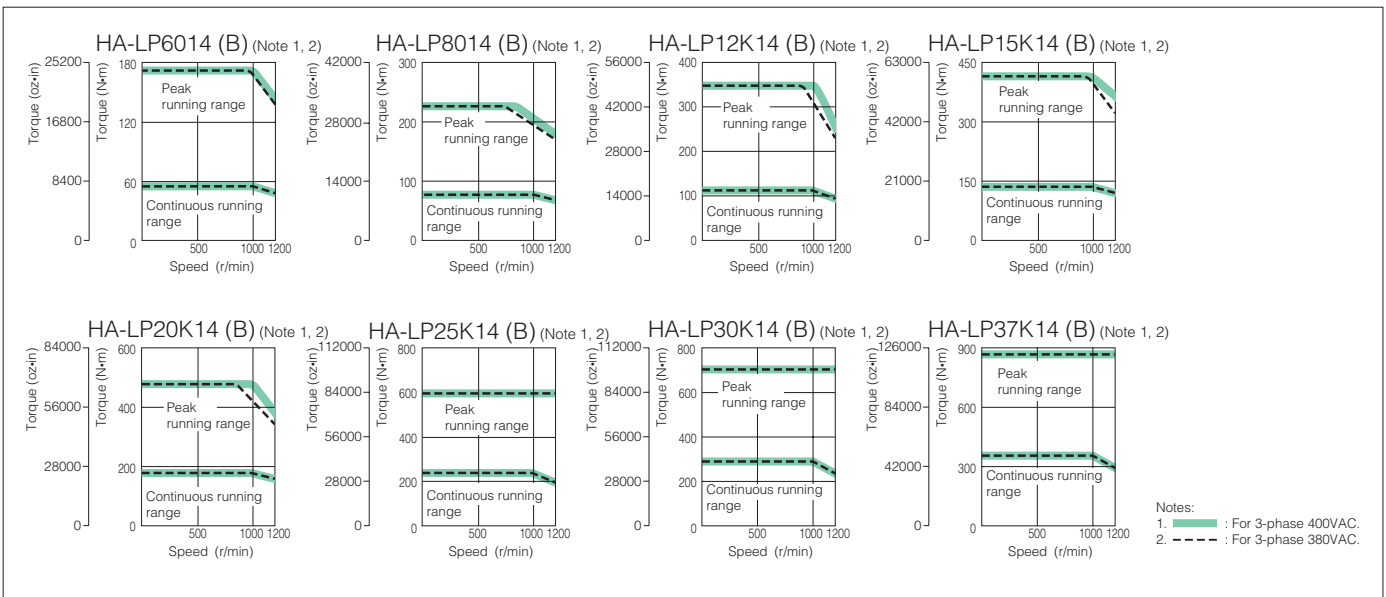 HA-LP6014 (B) (Note 1, 2)
Torque (oz•in)
25200
16800
8400
0
Torque (N•m)
180
120
60
0
Peak
running range
Continuous running
range
500
1000
1200
Speed (r/min)
HA-LP8014 (B) (Note 1, 2)
Torque (oz•in)
42000
28000
14000
0
Torque (N•m)
300
200
100
0
Peak
running range
Continuous running
range
500
1000
1200
Speed (r/min)
HA-LP12K14 (B) (Note 1, 2)
Torque (oz•in)
56000
42000
28000
14000
0
Torque (N•m)
400
300
200
100
0
Peak
running range
Continuous running
range
500
1000
1200
Speed (r/min)
HA-LP15K14 (B) (Note 1, 2)
Torque (oz•in)
63000
42000
21000
0
Torque (N•m)
450
300
150
0
Peak
running range
Continuous running
range
500
1000
1200
Speed (r/min)
HA-LP20K14 (B) (Note 1, 2)
Torque (oz•in)
84000
56000
28000
0
Torque (N•m)
600
400
200
0
Peak
running range
Continuous running
range
500
1000
1200
Speed (r/min)
HA-LP25K14 (B) (Note 1, 2)
Torque (oz•in)
112000
84000
56000
28000
0
Torque (N•m)
800
600
400
200
0
Peak
running range
Continuous running
range
500
1000
1200
Speed (r/min)
HA-LP30K14 (B) (Note 1, 2)
Torque (oz•in)
112000
84000
56000
28000
0
Torque (N•m)
800
600
400
200
0
Peak
running range
Continuous running
range
500
1000
1200
Speed (r/min)
HA-LP37K14 (B) (Note 1, 2)
Torque (oz•in)
126000
84000
42000
0
Torque (N•m)
900
600
300
0
Peak
running range
Continuous running
range
500
1000
1200
Speed (r/min)
Notes:
1. : For 3-phase 400VAC.
2. : For 3-phase 380VAC.